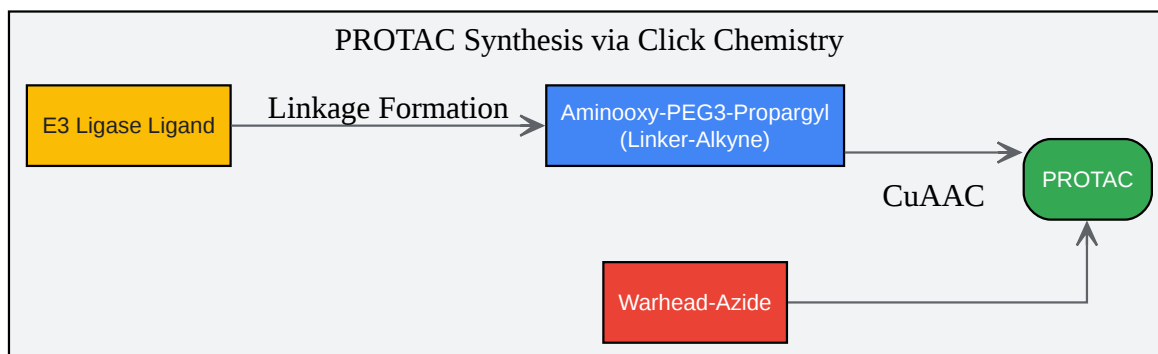 PROTAC Synthesis via Click Chemistry
E3 Ligase Ligand
Linkage Formation
Aminooxy-PEG3-Propargyl
(Linker-Alkyne)
CuAAC
PROTAC
Warhead-Azide